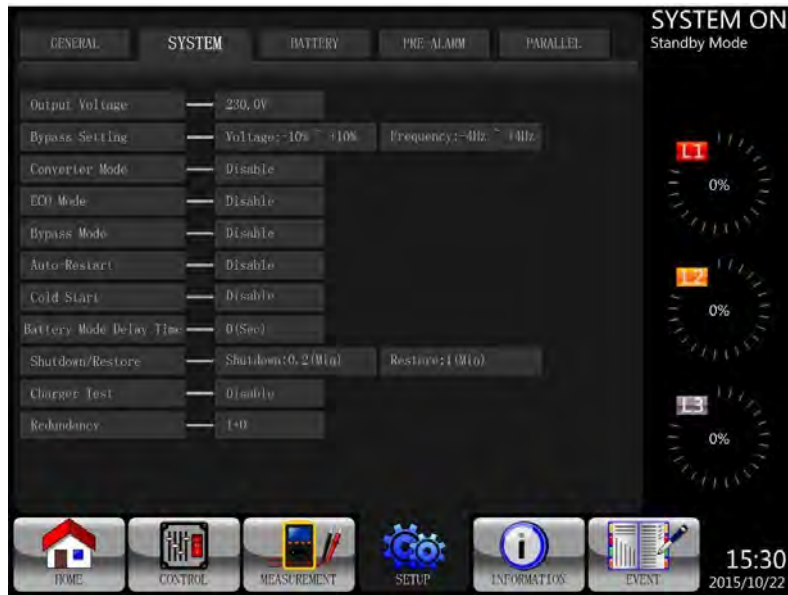 SYSTEM ON
Standby Mode
GENERAL SYSTEM BATTERY PRE-ALARM PARALLEL
Output Voltage 230.0V
Bypass Setting Voltage:-10% ~ +10% Frequency:-4Hz ~ +4Hz
Converter Mode Disable
ECO Mode Disable
Bypass Mode Disable
Auto-Restart Disable
Cold Start Disable
Battery Mode Delay Time 0(Sec)
Shutdown/Restore Shutdown:0.2(Min) Restore:1(Min)
Charger Test Disable
Redundancy 1+0
L1
0%
L2
0%
L3
0%
HOME CONTROL MEASUREMENT SETUP INFORMATION EVENT
15:30
2015/10/22